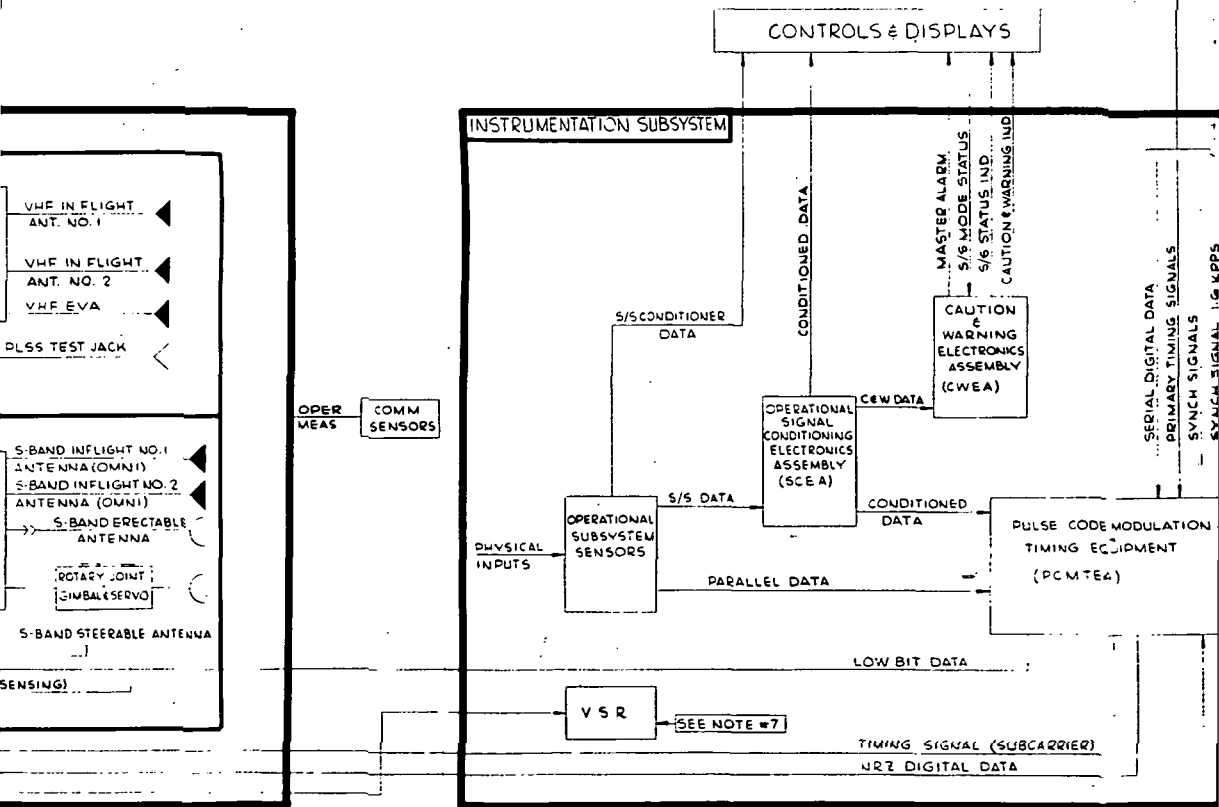 CONTROLS & DISPLAYS
INSTRUMENTATION SUBSYSTEM
VHF IN FLIGHT
ANT. NO. 1
VHF IN FLIGHT
ANT. NO. 2
VHF EVA
PLSS TEST JACK
S-BAND INFLIGHT NO. 1
ANTENNA (OMNI)
S-BAND INFLIGHT NO. 2
ANTENNA (OMNI)
S-BAND ERECTABLE
ANTENNA
ROTARY JOINT
GIMBAL & SERVO
S-BAND STEERABLE ANTENNA
SENSING)
OPER
MEAS
COMM
SENSORS
S/S CONDITIONER
DATA
CONDITIONED DATA
MASTER ALARM
S/S MODE STATUS
S/S STATUS IND
CAUTION & WARNING IND
CAUTION
&
WARNING
ELECTRONICS
ASSEMBLY
(CWEA)
C&W DATA
OPERATIONAL
SIGNAL
CONDITIONING
ELECTRONICS
ASSEMBLY
(SCEA)
S/S DATA
CONDITIONED
DATA
OPERATIONAL
SUBSYSTEM
SENSORS
PHYSICAL
INPUTS
PARALLEL DATA
SERIAL DIGITAL DATA
PRIMARY TIMING SIGNALS
SYNCH SIGNALS
SYNCH SIGNAL 1.6 KPPS
PULSE CODE MODULATION
TIMING EQUIPMENT
(PCMTEA)
LOW BIT DATA
VSR
SEE NOTE #7
TIMING SIGNAL (SUBCARRIER)
NRZ DIGITAL DATA